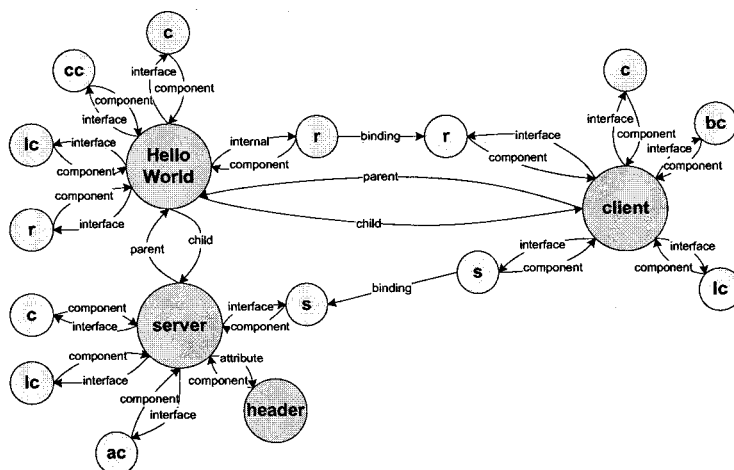 c
cc
interface
component
component
interface
lc
interface
component
Hello
World
component
r
interface
internal
component
r
binding
r
interface
component
c
interface
component
bc
interface
component
client
interface
component
lc
parent
child
parent
child
interface
component
s
binding
s
interface
component
server
c
component
interface
lc
component
interface
component
interface
ac
attribute
component
header